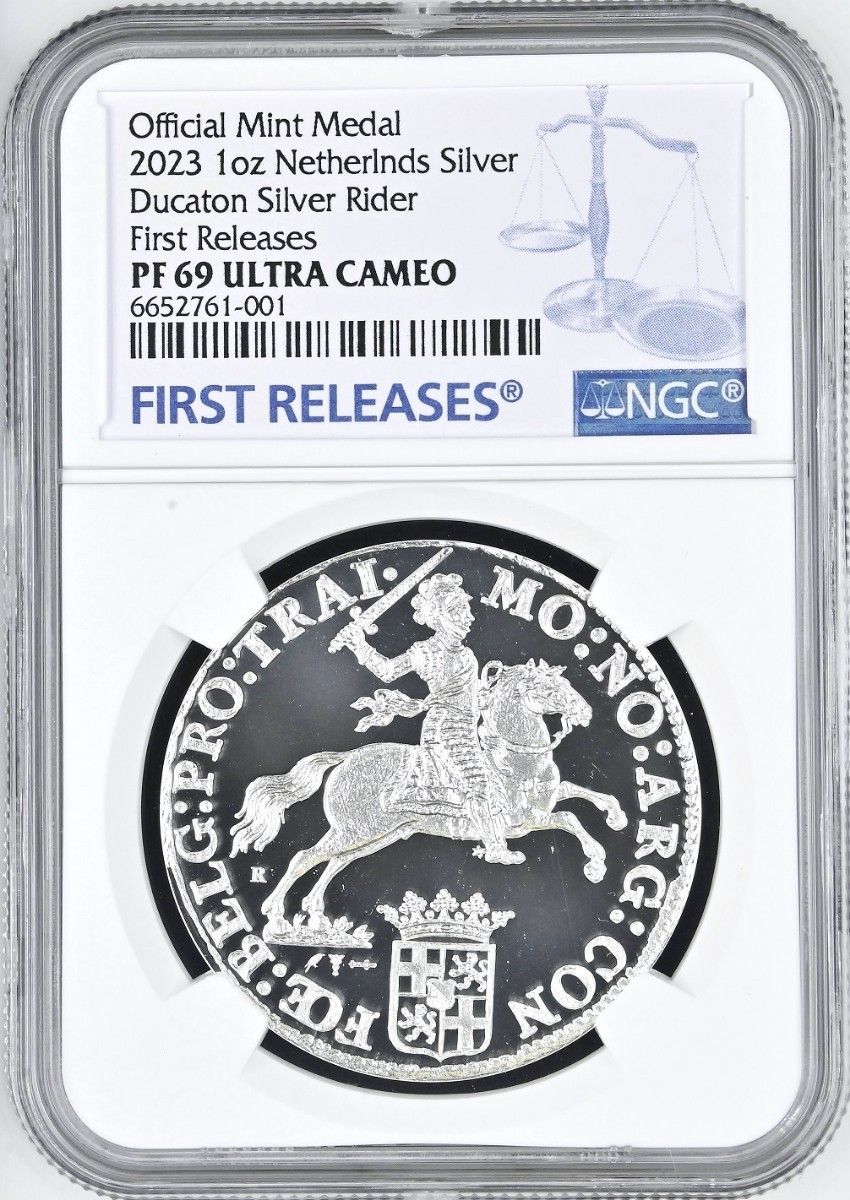 Official Mint Medal
2023 1oz Netherlnds Silver
Ducaton Silver Rider
First Releases
PF 69 ULTRA CAMEO
6652761-001
FIRST RELEASES®
NGC®
MO:NO:ARG:CON FŒ:BELG:PRO:TRAI·
R